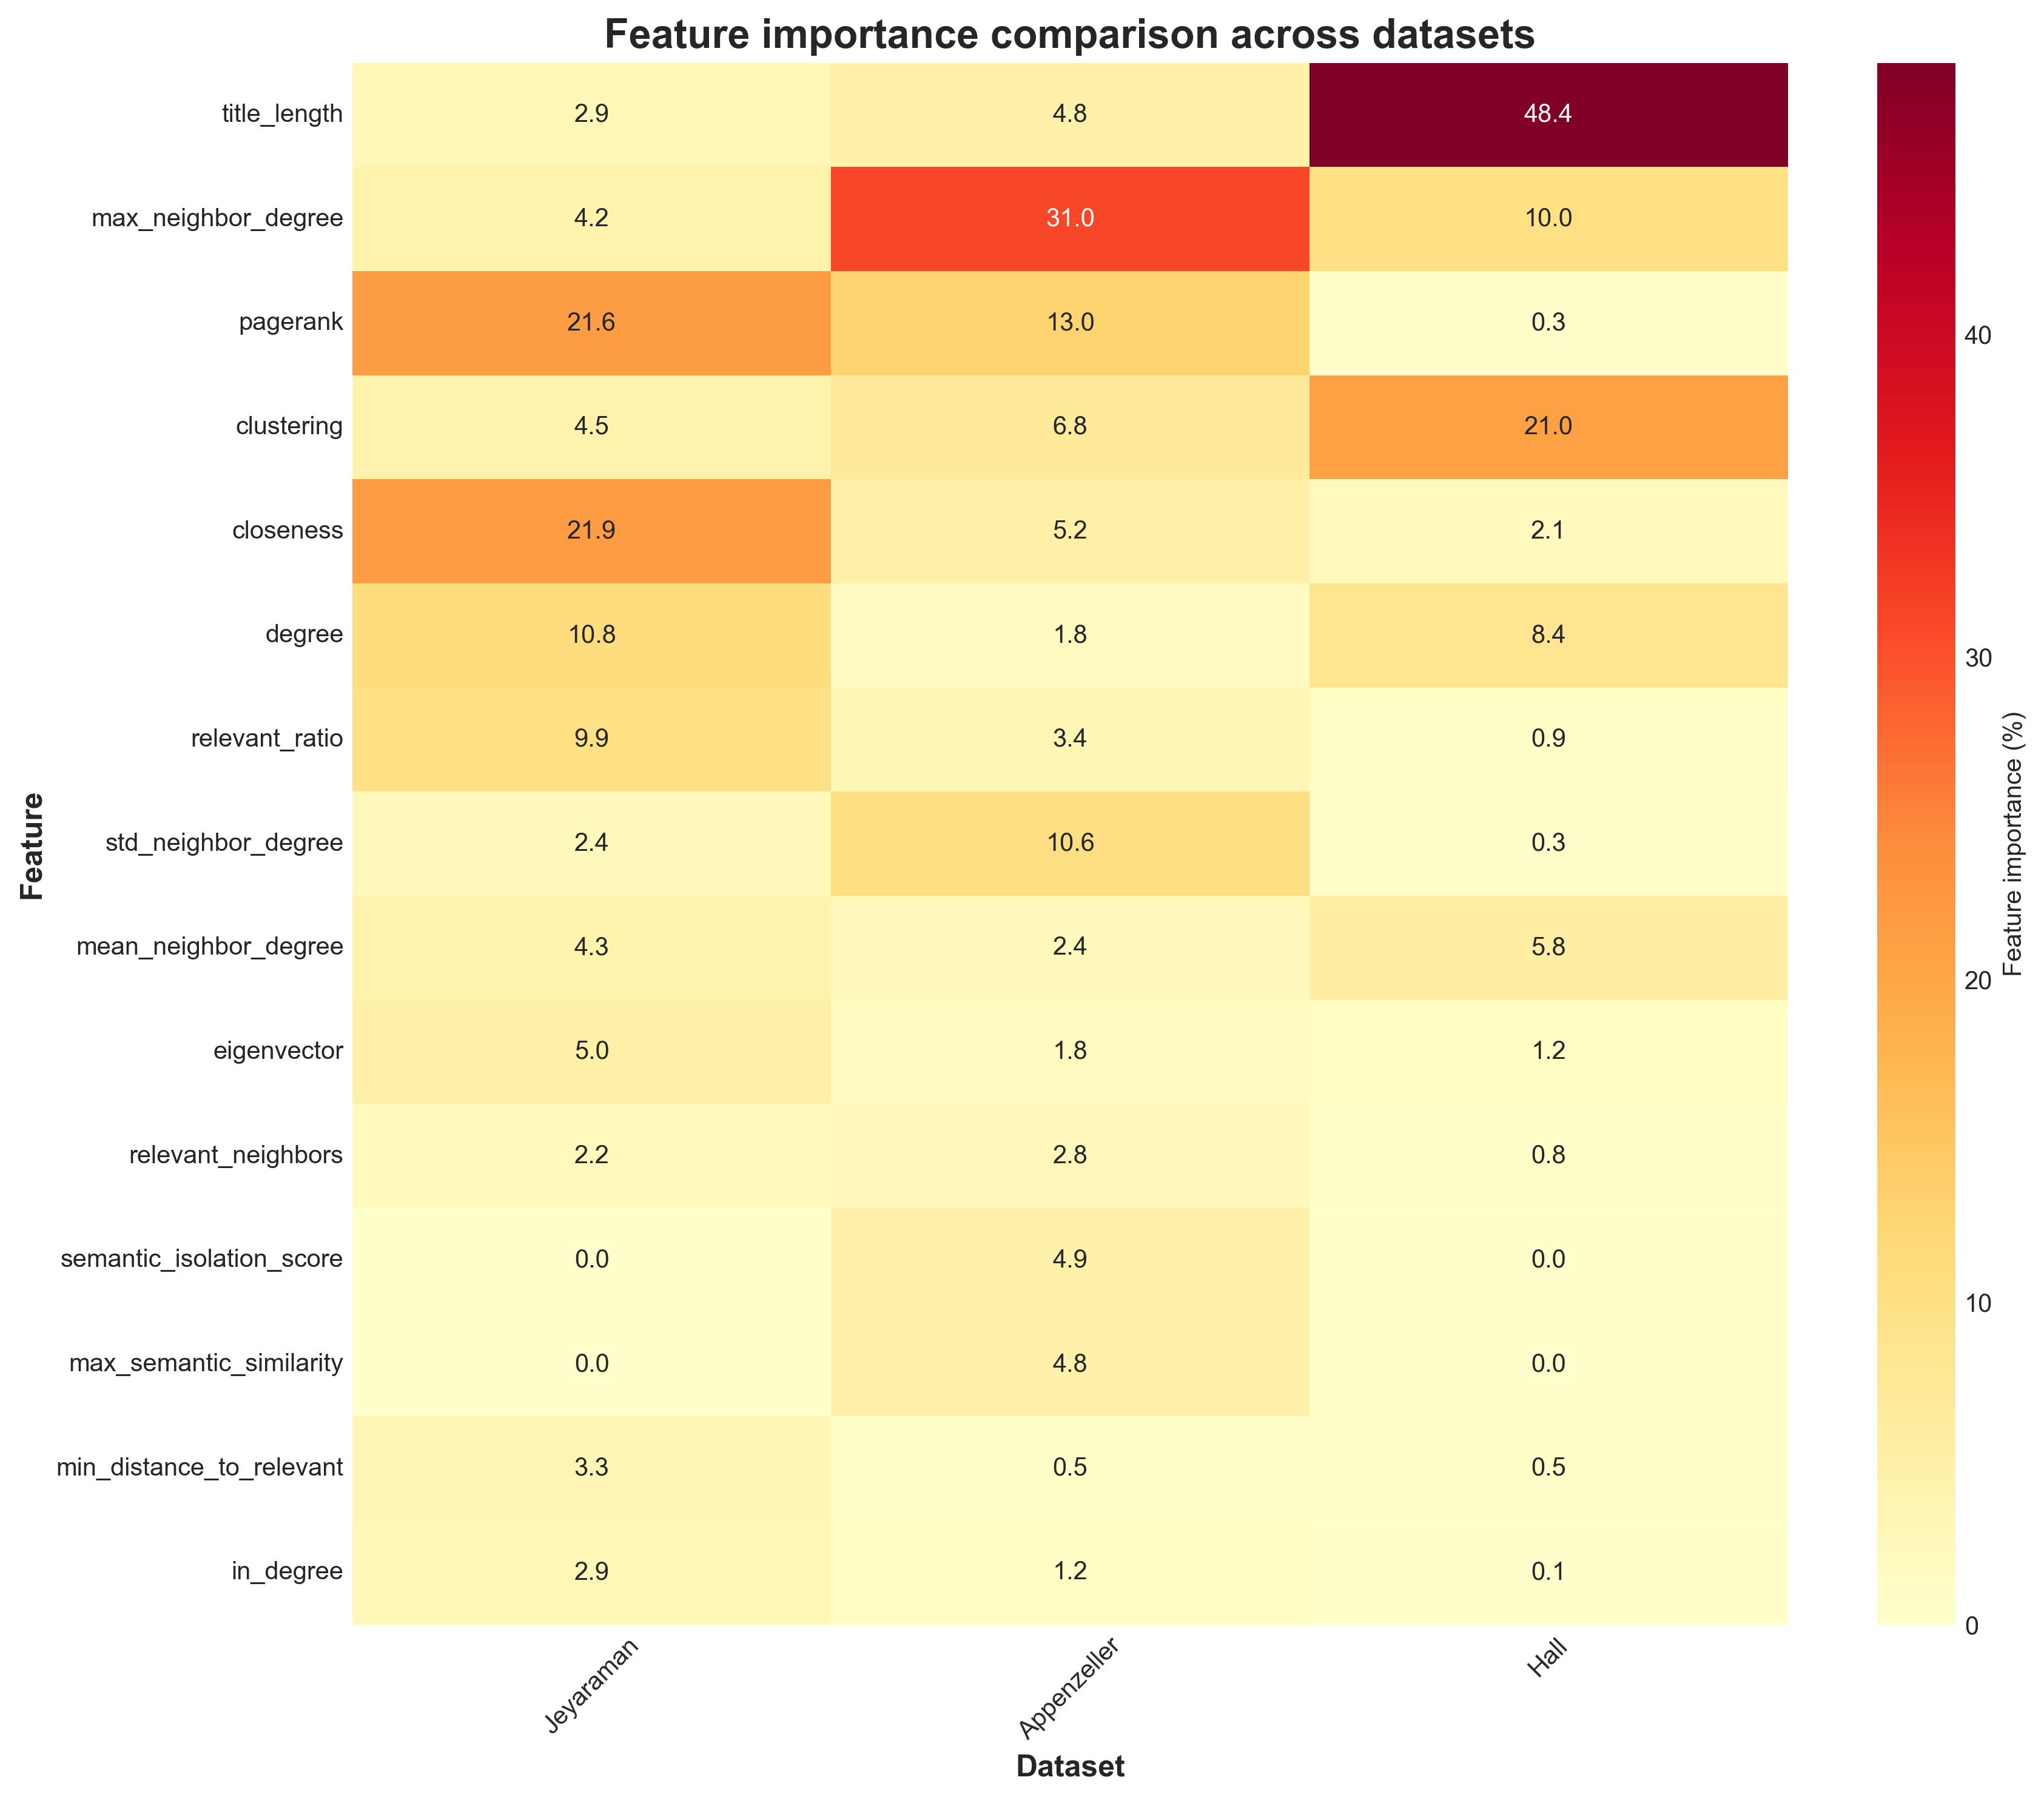 Feature importance comparison across datasets
title_length 2.9 4.8 48.4
max_neighbor_degree 4.2 31.0 10.0
pagerank 21.6 13.0 0.3
clustering 4.5 6.8 21.0
closeness 21.9 5.2 2.1
degree 10.8 1.8 8.4
relevant_ratio 9.9 3.4 0.9
std_neighbor_degree 2.4 10.6 0.3
mean_neighbor_degree 4.3 2.4 5.8
eigenvector 5.0 1.8 1.2
relevant_neighbors 2.2 2.8 0.8
semantic_isolation_score 0.0 4.9 0.0
max_semantic_similarity 0.0 4.8 0.0
min_distance_to_relevant 3.3 0.5 0.5
in_degree 2.9 1.2 0.1
Feature
Jeyaraman Appenzeller Hall
Dataset
40
30
20
10
0
Feature importance (%)